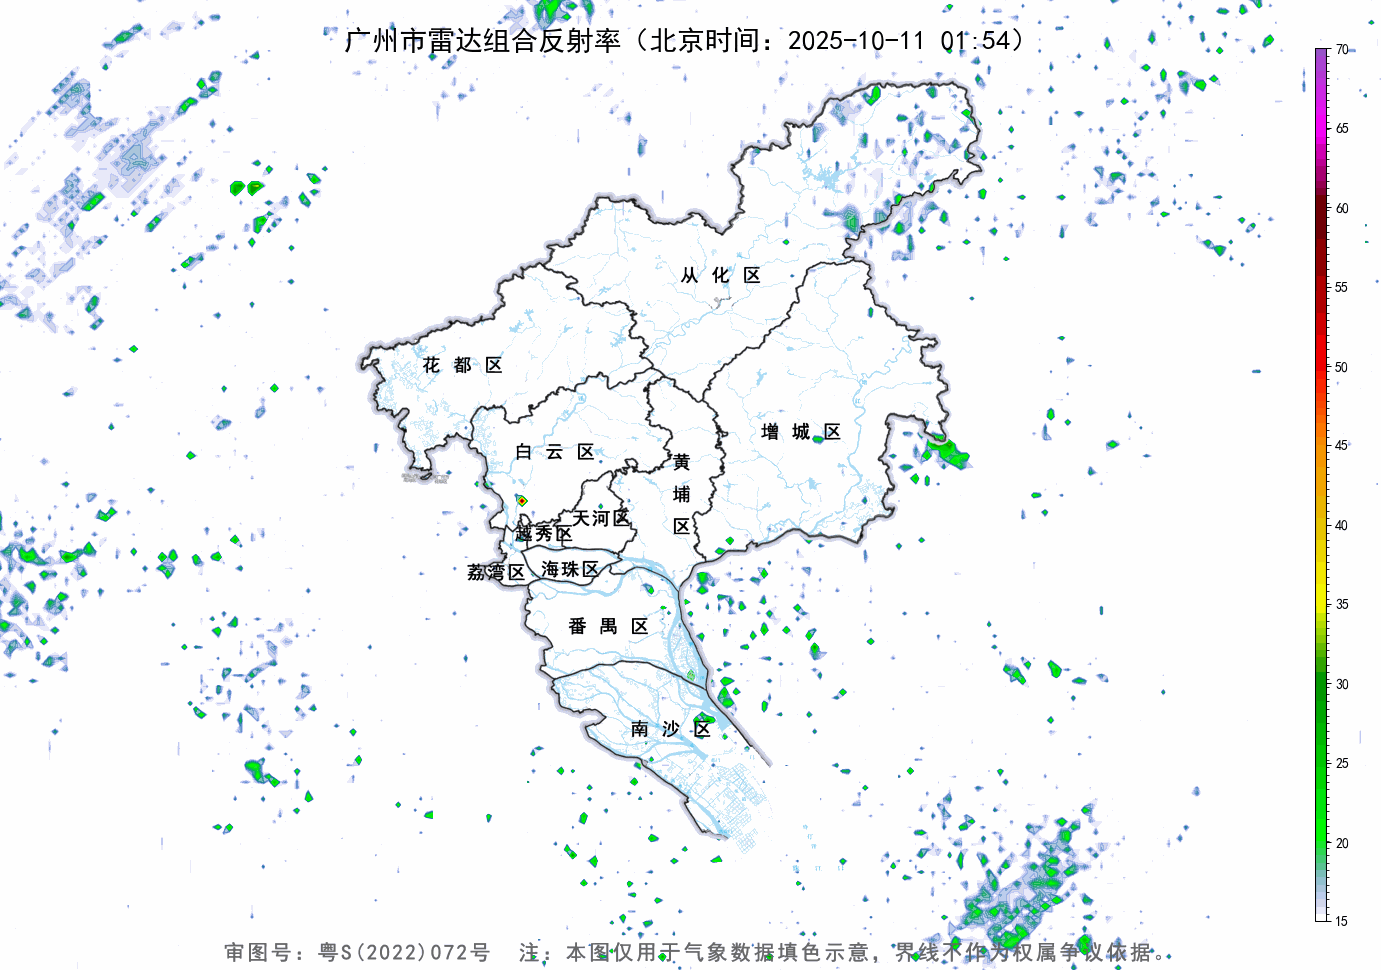 广州市雷达组合反射率（北京时间：2025-10-11 01:54）
70
65
60
55
50
45
40
35
30
25
20
15
从化区
花都区
增城区
白云区
黄埔区
天河区
越秀区
荔湾区
海珠区
番禺区
南沙区
审图号：粤S(2022)072号 注：本图仅用于气象数据填色示意，界线不作为权属争议依据。